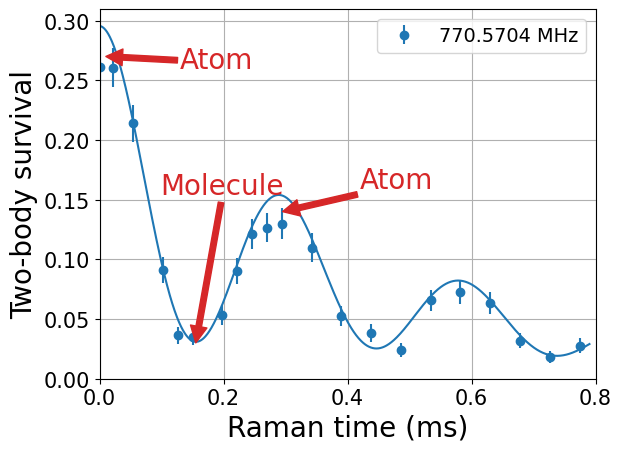 770.5704 MHz
Atom
Molecule
Atom
Two-body survival
0.30
0.25
0.20
0.15
0.10
0.05
0.00
0.0 0.2 0.4 0.6 0.8
Raman time (ms)